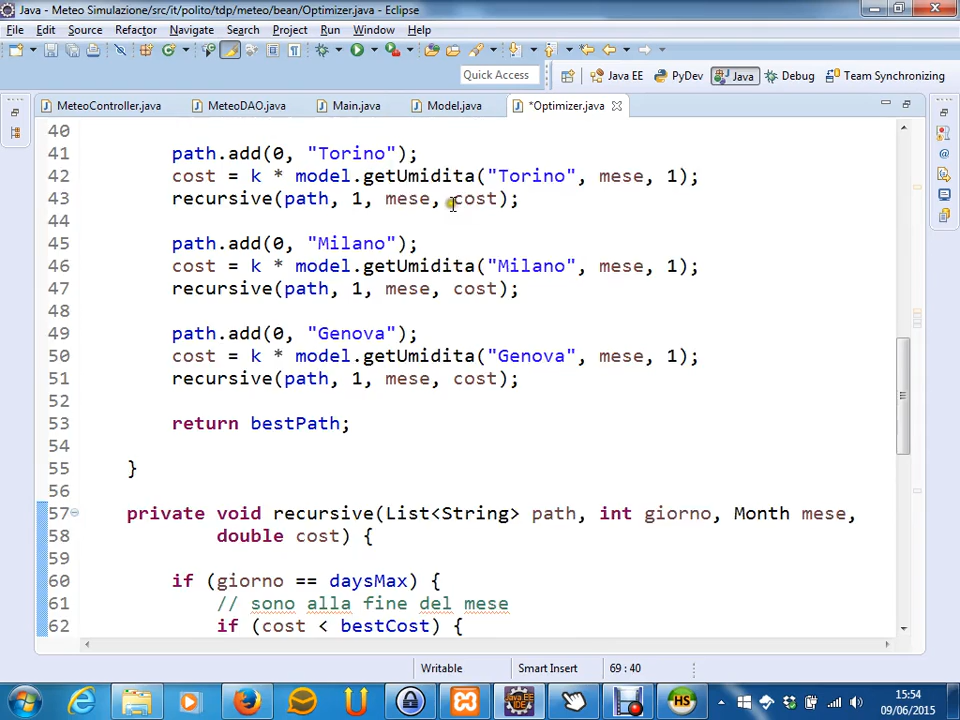 Java - Meteo Simulazione/src/it/polito/tdp/meteo/bean/Optimizer.java - Eclipse
File Edit Source Refactor Navigate Search Project Run Window Help
Quick Access Java EE PyDev Java Debug Team Synchronizing
MeteoController.java MeteoDAO.java Main.java Model.java *Optimizer.java
40
41 path.add(0, "Torino");
42 cost = k * model.getUmidita("Torino", mese, 1);
43 recursive(path, 1, mese, cost);
44
45 path.add(0, "Milano");
46 cost = k * model.getUmidita("Milano", mese, 1);
47 recursive(path, 1, mese, cost);
48
49 path.add(0, "Genova");
50 cost = k * model.getUmidita("Genova", mese, 1);
51 recursive(path, 1, mese, cost);
52
53 return bestPath;
54
55 }
56
57 private void recursive(List<String> path, int giorno, Month mese,
58 double cost) {
59
60 if (giorno == daysMax) {
61 // sono alla fine del mese
62 if (cost < bestCost) {
Writable Smart Insert 69 : 40
15:54
09/06/2015